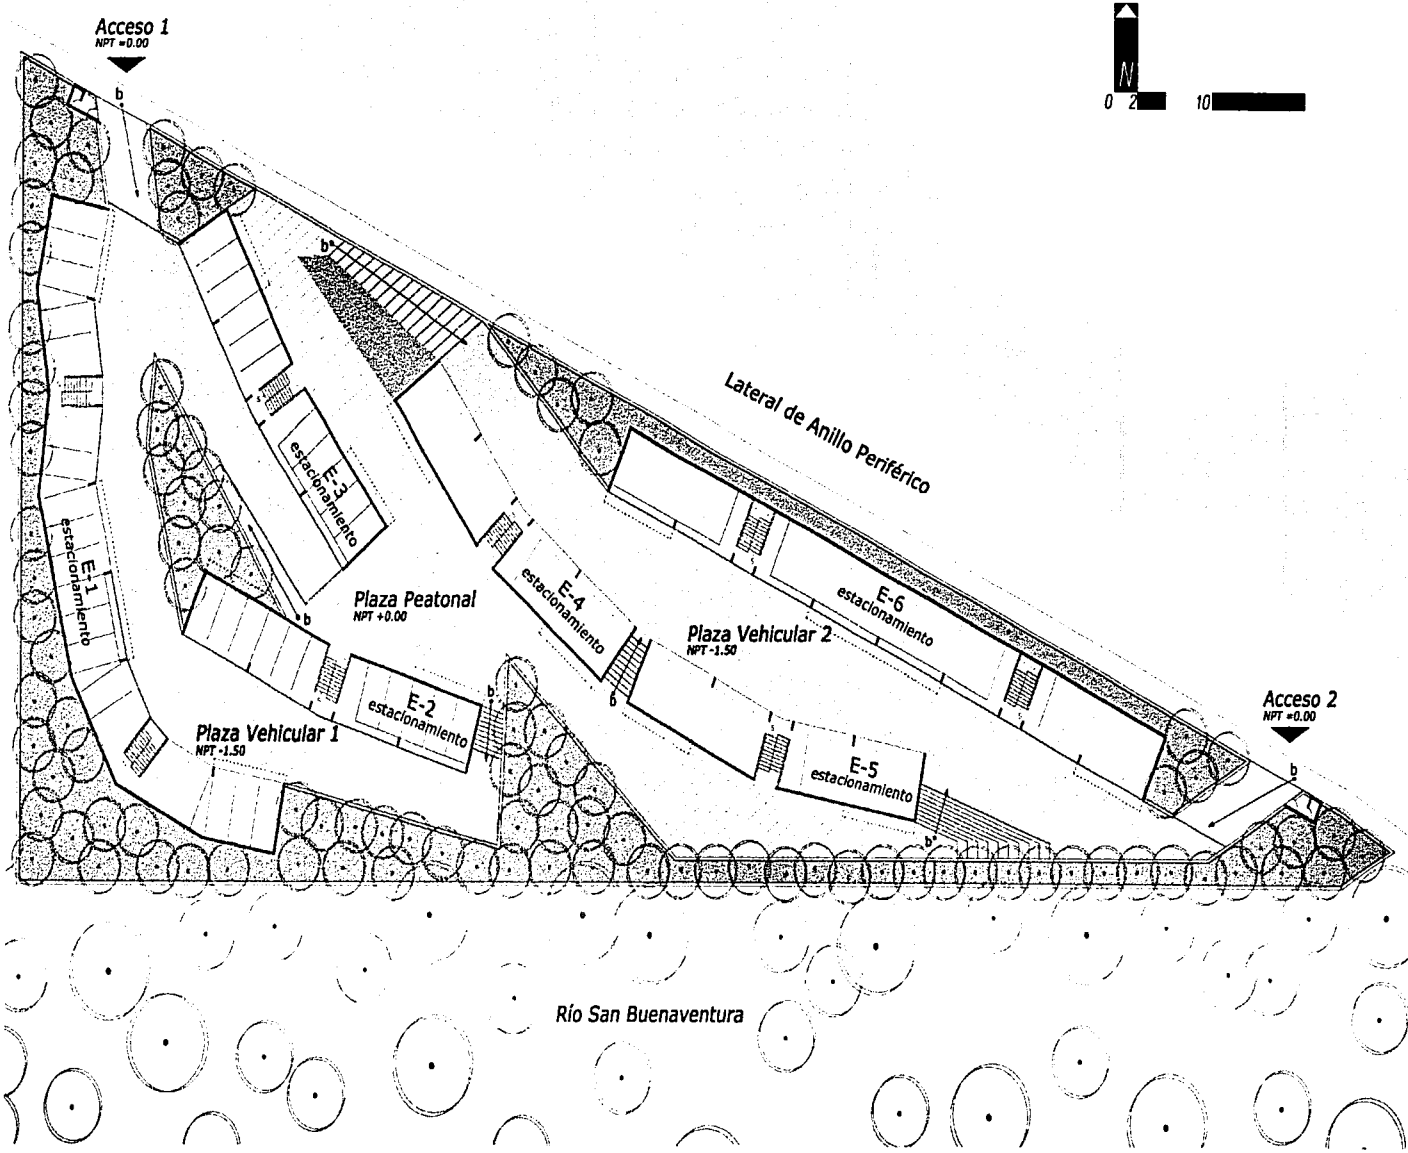 Acceso 1
NPT ±0.00
b
N
0 2 10
b
Lateral de Anillo Periférico
E-3
estacionamiento
E-1
estacionamiento
Plaza Peatonal
NPT +0.00
b
E-4
estacionamiento
E-6
estacionamiento
Plaza Vehicular 2
NPT -1.50
b
b
E-2
estacionamiento
Plaza Vehicular 1
NPT -1.50
Acceso 2
NPT ±0.00
b
E-5
estacionamiento
b
Río San Buenaventura